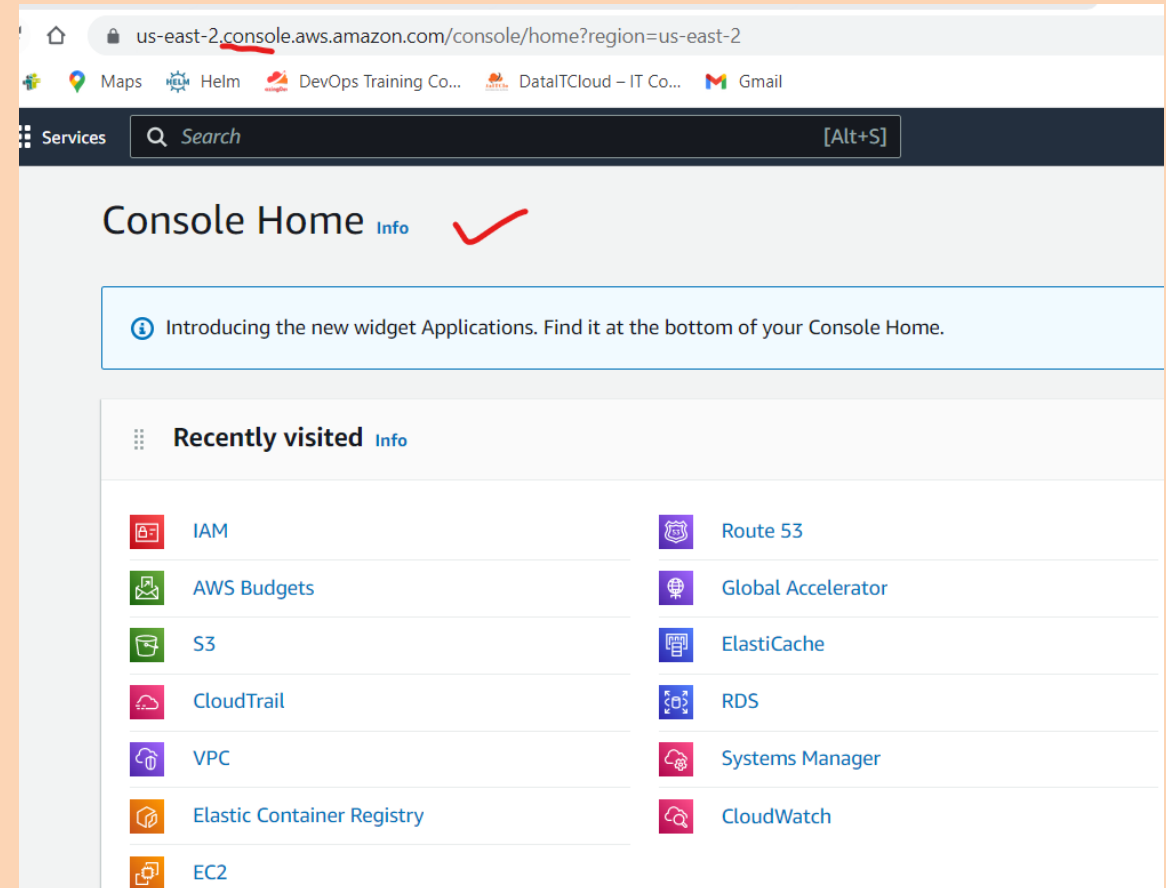 us-east-2.console.aws.amazon.com/console/home?region=us-east-2
Maps HELM Helm DevOps Training Co... DataITCloud – IT Co... Gmail
Services Search [Alt+S]
Console Home Info
Introducing the new widget Applications. Find it at the bottom of your Console Home.
Recently visited Info
IAM
AWS Budgets
S3
CloudTrail
VPC
Elastic Container Registry
EC2
53 Route 53
Global Accelerator
ElastiCache
RDS
Systems Manager
CloudWatch